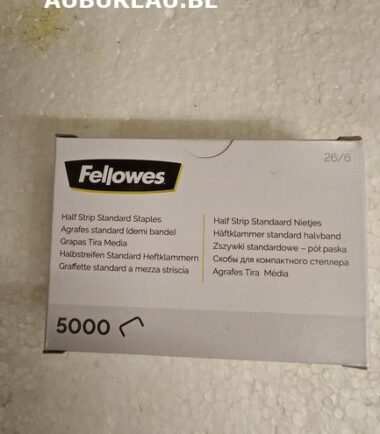 AUBUREAU.BE
26/6
Fellowes
Half Strip Standard Staples
Agrafes standard (demi bande)
Grapas Tira Media
Halbstreifen Standard Heftklammern
Graffette standard a mezza striscia
Half Strip Standaard Nietjes
Häftklammer standard halvband
Zszywki standardowe – pół paska
Скобы для компактного степлера
Agrafes Tira Média
5000